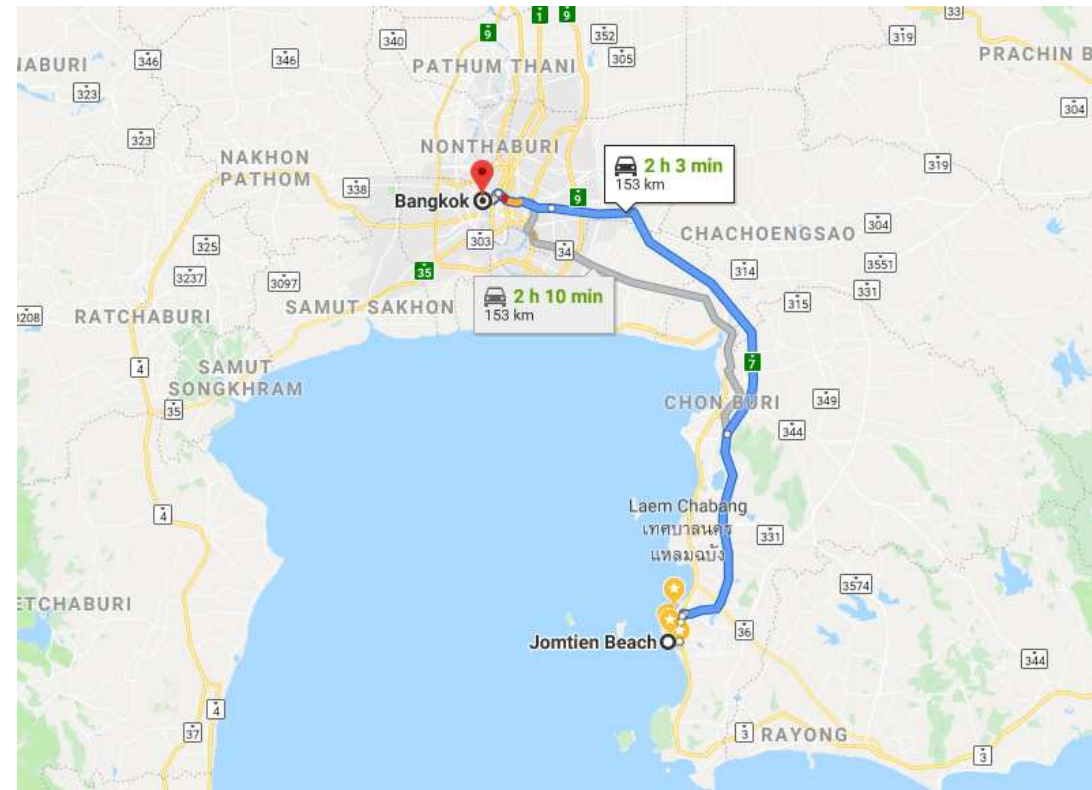 1
9
9
33
340
352
319
346
346
305
PATHUM THANI
PRACHIN B
323
304
323
NONTHABURI
319
NAKHON
PATHOM
2 h 3 min
153 km
338
9
Bangkok
304
CHACHOENGSAO
303
325
34
3551
35
314
3237
3097
331
2 h 10 min
153 km
315
SAMUT SAKHON
3208
RATCHABURI
4
SAMUT
SONGKHRAM
7
35
CHON BURI
349
344
Laem Chabang
เทศบาลนคร
แหลมฉบัง
4
331
3574
ETCHABURI
36
Jomtien Beach
344
4
37
3
RAYONG
3